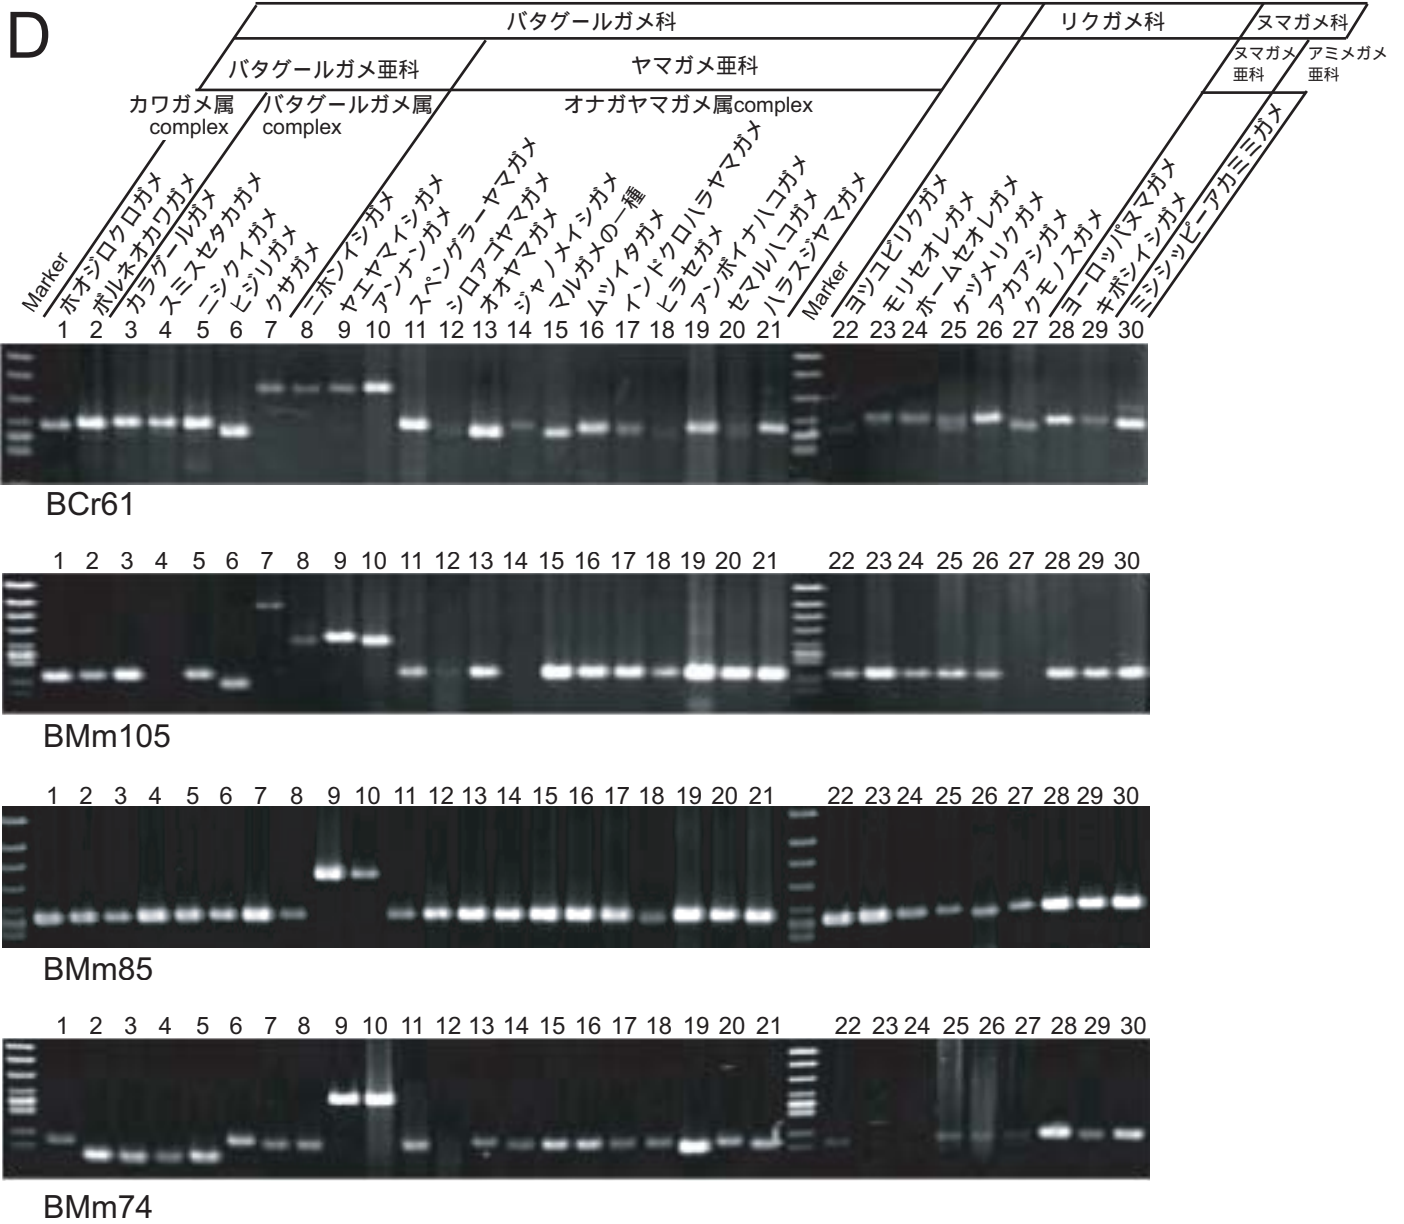 D
バタグールガメ科
リクガメ科
ヌマガメ科
バタグールガメ亜科
ヤマガメ亜科
ヌマガメ
亜科
アミメガメ
亜科
カワガメ属
complex
バタグールガメ属
complex
オナガヤマガメ属complex
Marker
ホオジロクロガメ
ボルネオカワガメ
カラグールガメ
スミスセタカガメ
ニシクイガメ
ヒジリガメ
クサガメ
ニホンイシガメ
ヤエヤマイシガメ
アンナンガメ
スペングラーヤマガメ
シロアゴヤマガメ
オオヤマガメ
ジャノメイシガメ
マルガメの一種
ムツイタガメ
インドクロハラヤマガメ
ヒラセガメ
アンボイナハコガメ
セマルハコガメ
ハラスジヤマガメ
Marker
ヨツユビリクガメ
モリセオレガメ
ホームセオレガメ
ケヅメリクガメ
アカアシガメ
クモノスガメ
ヨーロッパヌマガメ
キボシイシガメ
ミシシッピーアカミミガメ
1 2 3 4 5 6 7 8 9 10 11 12 13 14 15 16 17 18 19 20 21 22 23 24 25 26 27 28 29 30
BCr61
1 2 3 4 5 6 7 8 9 10 11 12 13 14 15 16 17 18 19 20 21 22 23 24 25 26 27 28 29 30
BMm105
1 2 3 4 5 6 7 8 9 10 11 12 13 14 15 16 17 18 19 20 21 22 23 24 25 26 27 28 29 30
BMm85
1 2 3 4 5 6 7 8 9 10 11 12 13 14 15 16 17 18 19 20 21 22 23 24 25 26 27 28 29 30
BMm74